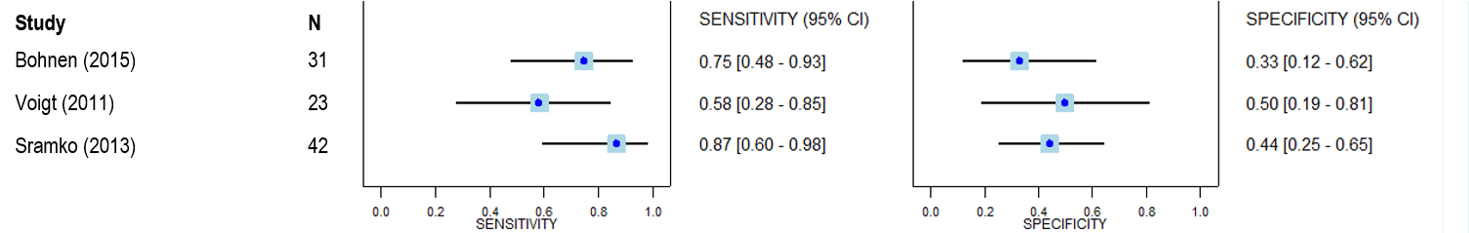 Study N SENSITIVITY (95% CI) SPECIFICITY (95% CI)
Bohnen (2015) 31 0.75 [0.48 - 0.93] 0.33 [0.12 - 0.62]
Voigt (2011) 23 0.58 [0.28 - 0.85] 0.50 [0.19 - 0.81]
Sramko (2013) 42 0.87 [0.60 - 0.98] 0.44 [0.25 - 0.65]
0.0 0.2 0.4 0.6 0.8 1.0 0.0 0.2 0.4 0.6 0.8 1.0
SENSITIVITY SPECIFICITY